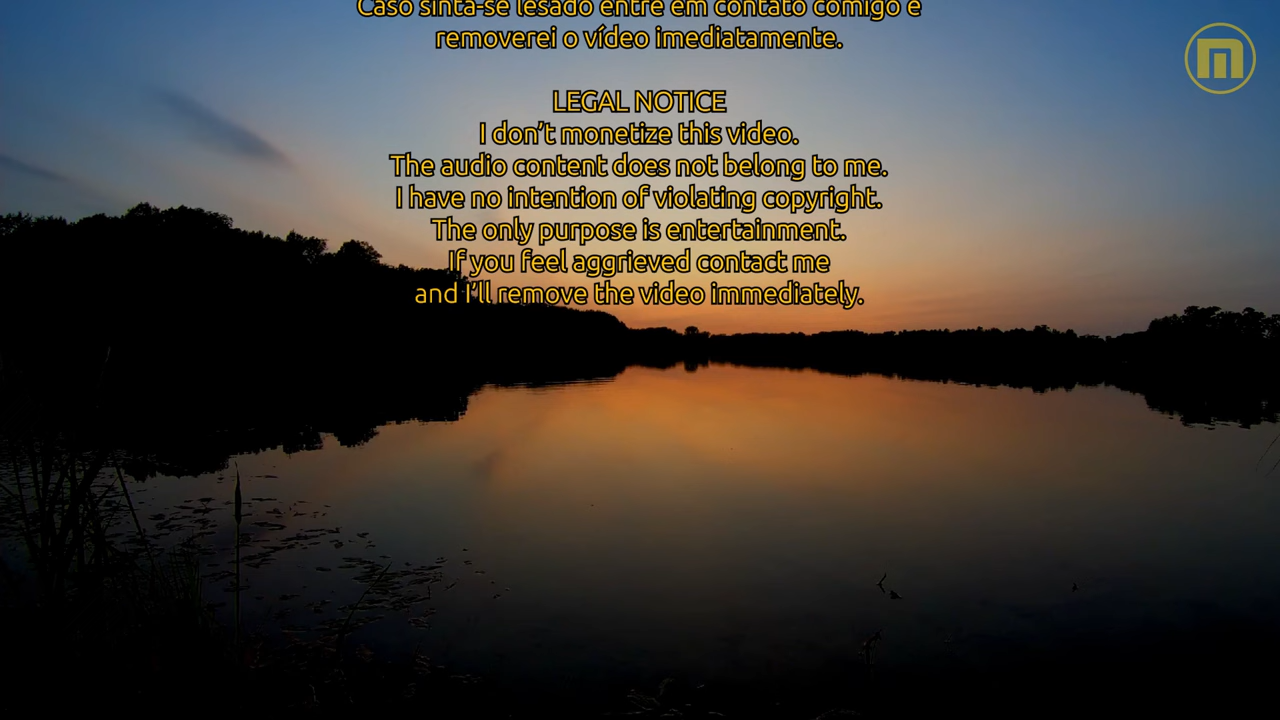 Caso sinta-se lesado entre em contato comigo e
removerei o vídeo imediatamente.
LEGAL NOTICE
I don’t monetize this video.
The audio content does not belong to me.
I have no intention of violating copyright.
The only purpose is entertainment.
If you feel aggrieved contact me
and I’ll remove the video immediately.